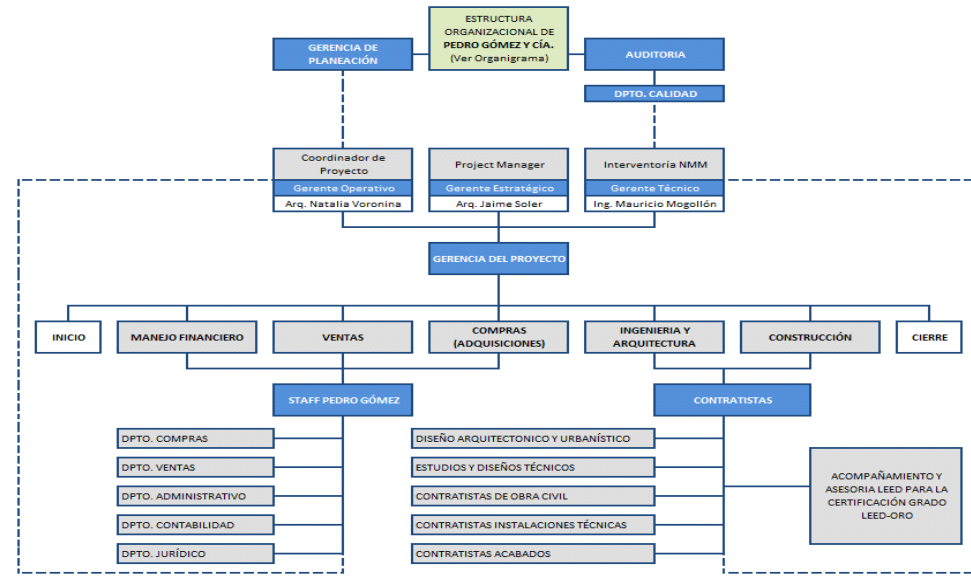 ESTRUCTURA
ORGANIZACIONAL DE
PEDRO GÓMEZ Y CÍA.
(Ver Organigrama)
GERENCIA DE
PLANEACIÓN
AUDITORIA
DPTO. CALIDAD
Coordinador de
Proyecto
Gerente Operativo
Arq. Natalia Voronina
Project Manager
Gerente Estratégico
Arq. Jaime Soler
Interventoría NMM
Gerente Técnico
Ing. Mauricio Mogollón
GERENCIA DEL PROYECTO
INICIO
MANEJO FINANCIERO
VENTAS
COMPRAS
(ADQUISICIONES)
INGENIERIA Y
ARQUITECTURA
CONSTRUCCIÓN
CIERRE
STAFF PEDRO GÓMEZ
CONTRATISTAS
DPTO. COMPRAS
DPTO. VENTAS
DPTO. ADMINISTRATIVO
DPTO. CONTABILIDAD
DPTO. JURÍDICO
DISEÑO ARQUITECTONICO Y URBANÍSTICO
ESTUDIOS Y DISEÑOS TÉCNICOS
CONTRATISTAS DE OBRA CIVIL
CONTRATISTAS INSTALACIONES TÉCNICAS
CONTRATISTAS ACABADOS
ACOMPAÑAMIENTO Y
ASESORIA LEED PARA LA
CERTIFICACIÓN GRADO
LEED-ORO